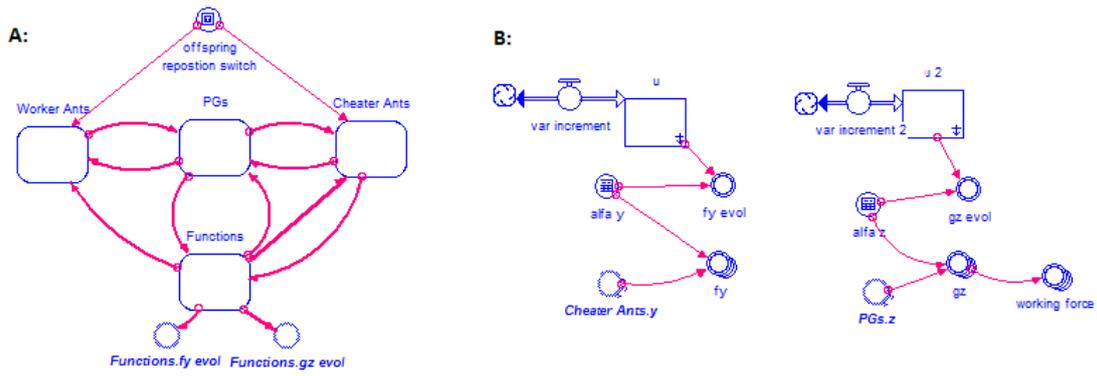 A:
offspring
repostion switch
Worker Ants
PGs
Cheater Ants
Functions
Functions.fy evol
Functions.gz evol
B:
u
var increment
alfa y
fy evol
fy
Cheater Ants.y
u 2
var increment 2
alfa z
gz evol
gz
working force
PGs.z